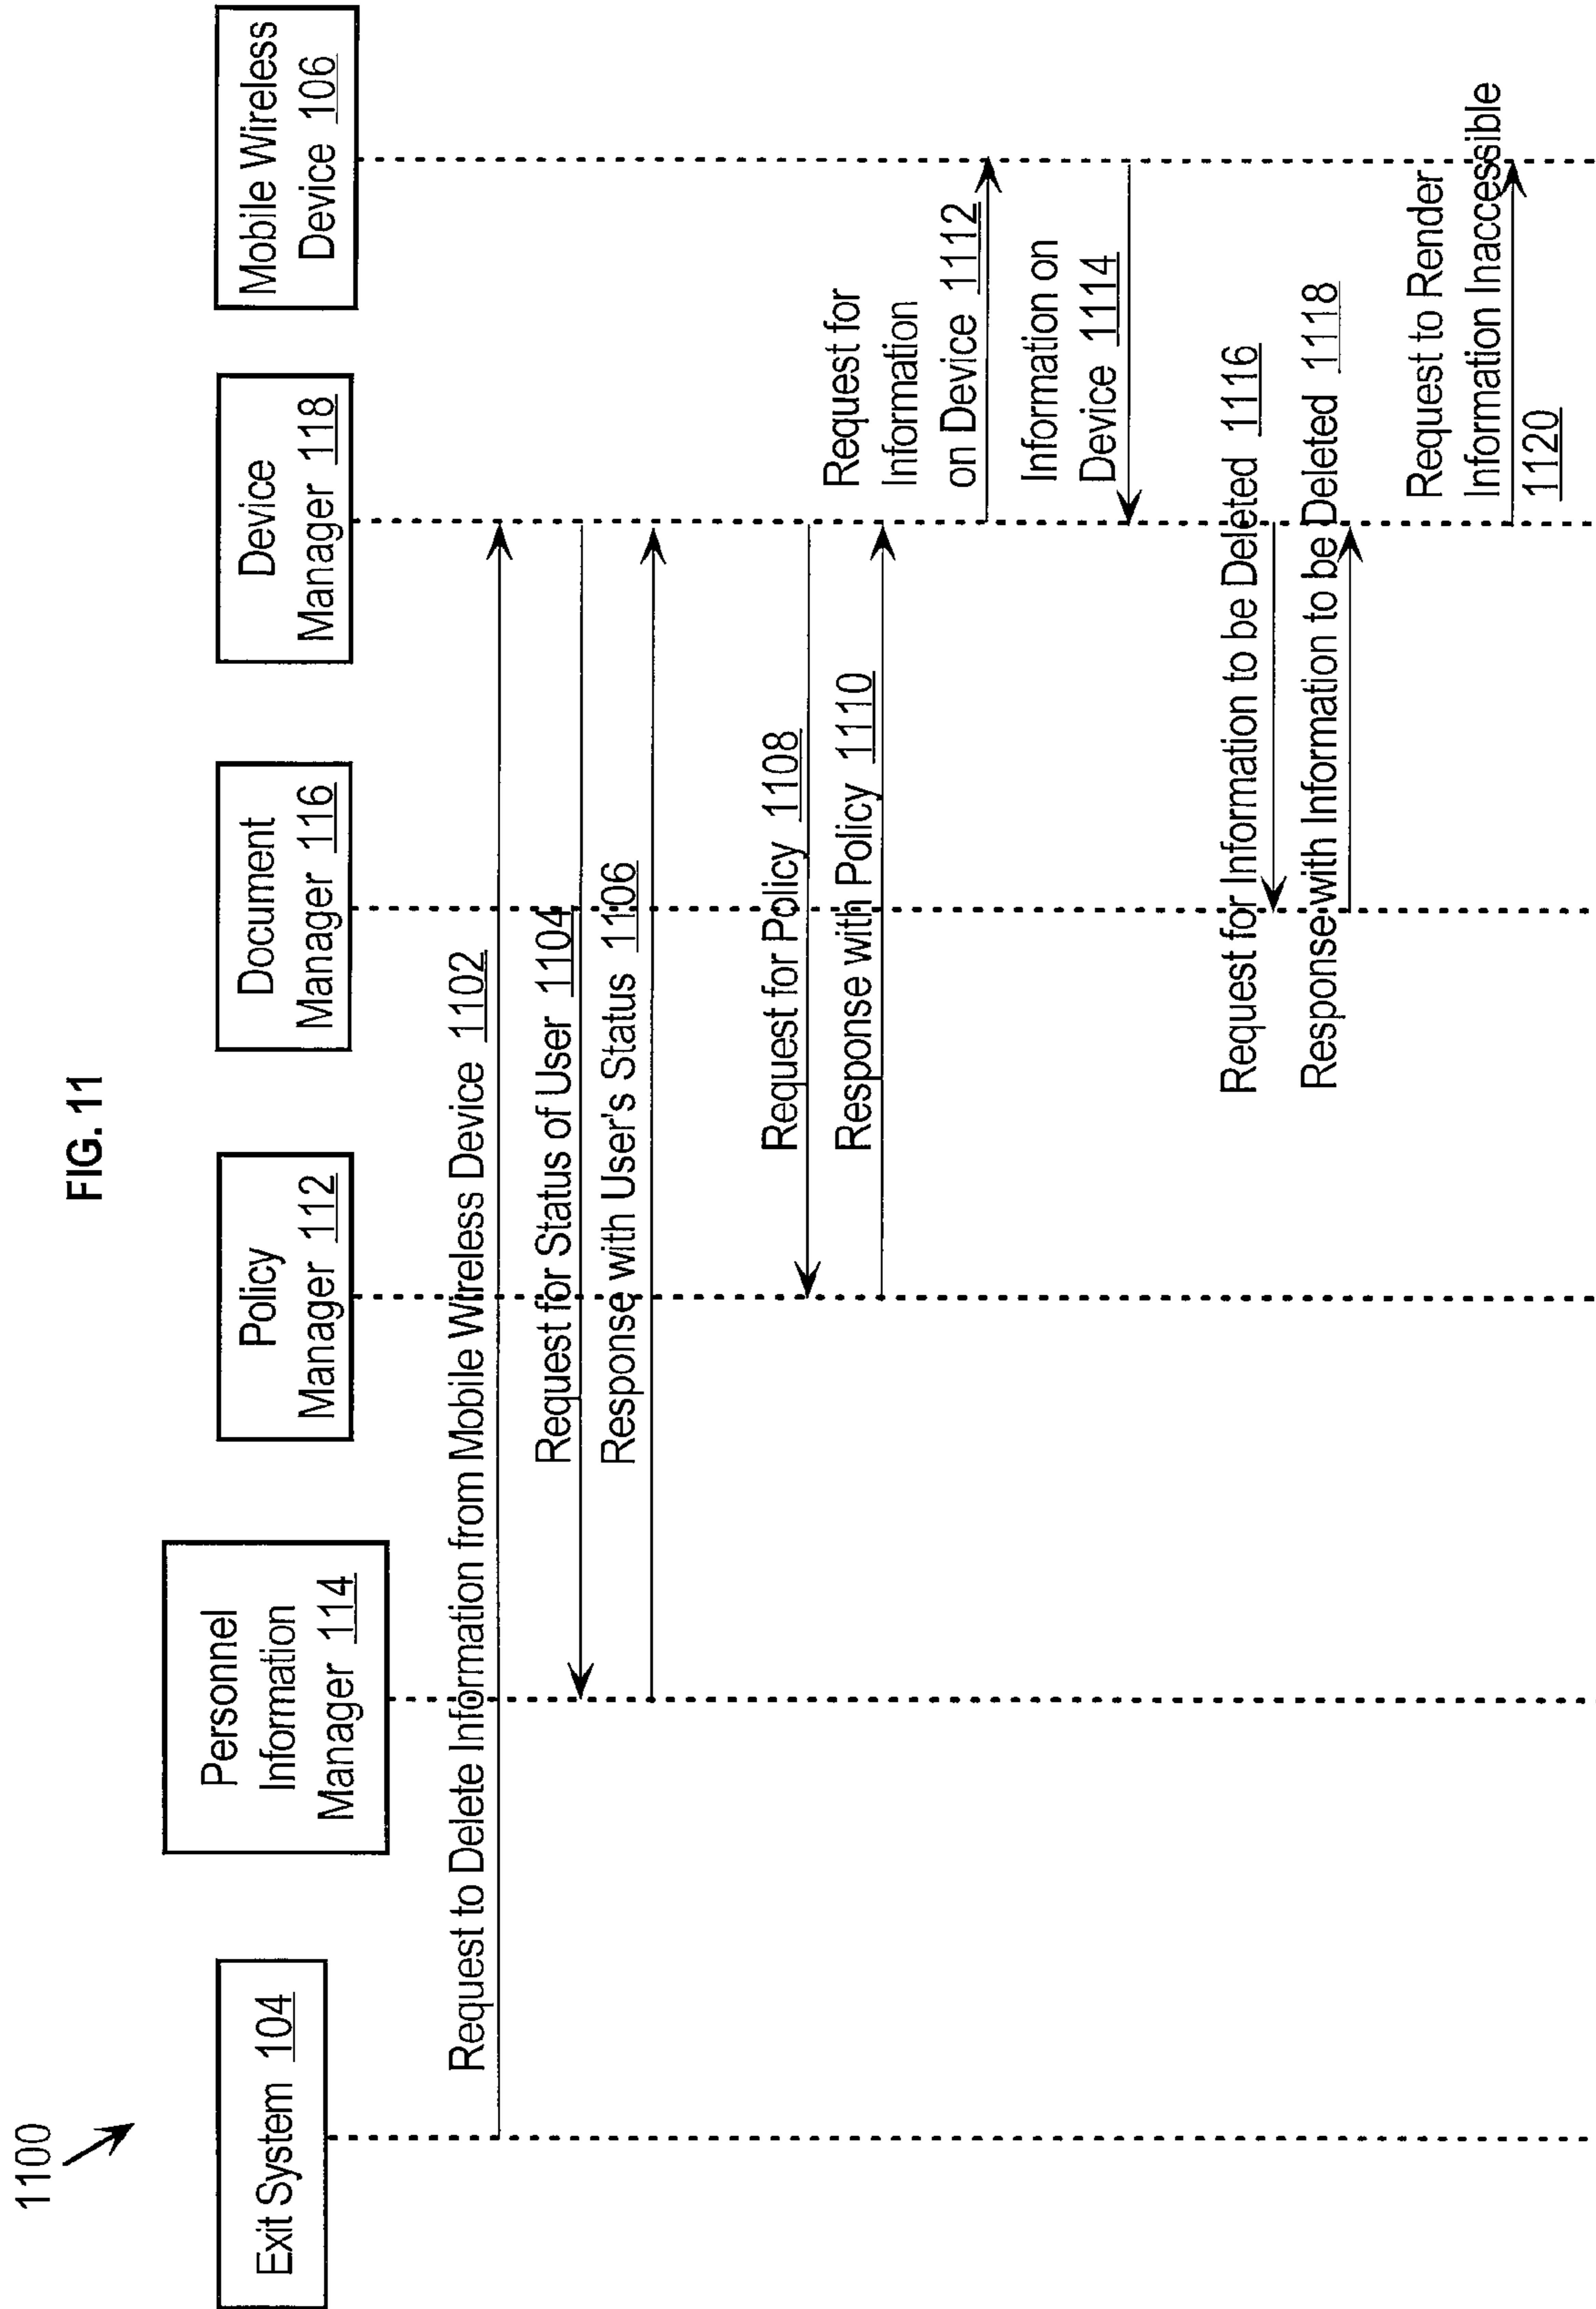 FIG. 11
1100
Exit System 104
Personnel
Information
Manager 114
Policy
Manager 112
Document
Manager 116
Device
Manager 118
Mobile Wireless
Device 106
Request to Delete Information from Mobile Wireless Device 1102
Request for Status of User 1104
Response with User's Status 1106
Request for Policy 1108
Response with Policy 1110
Request for
Information
on Device 1112
Information on
Device 1114
Request for Information to be Deleted 1116
Response with Information to be Deleted 1118
Request to Render
Information Inaccessible
1120